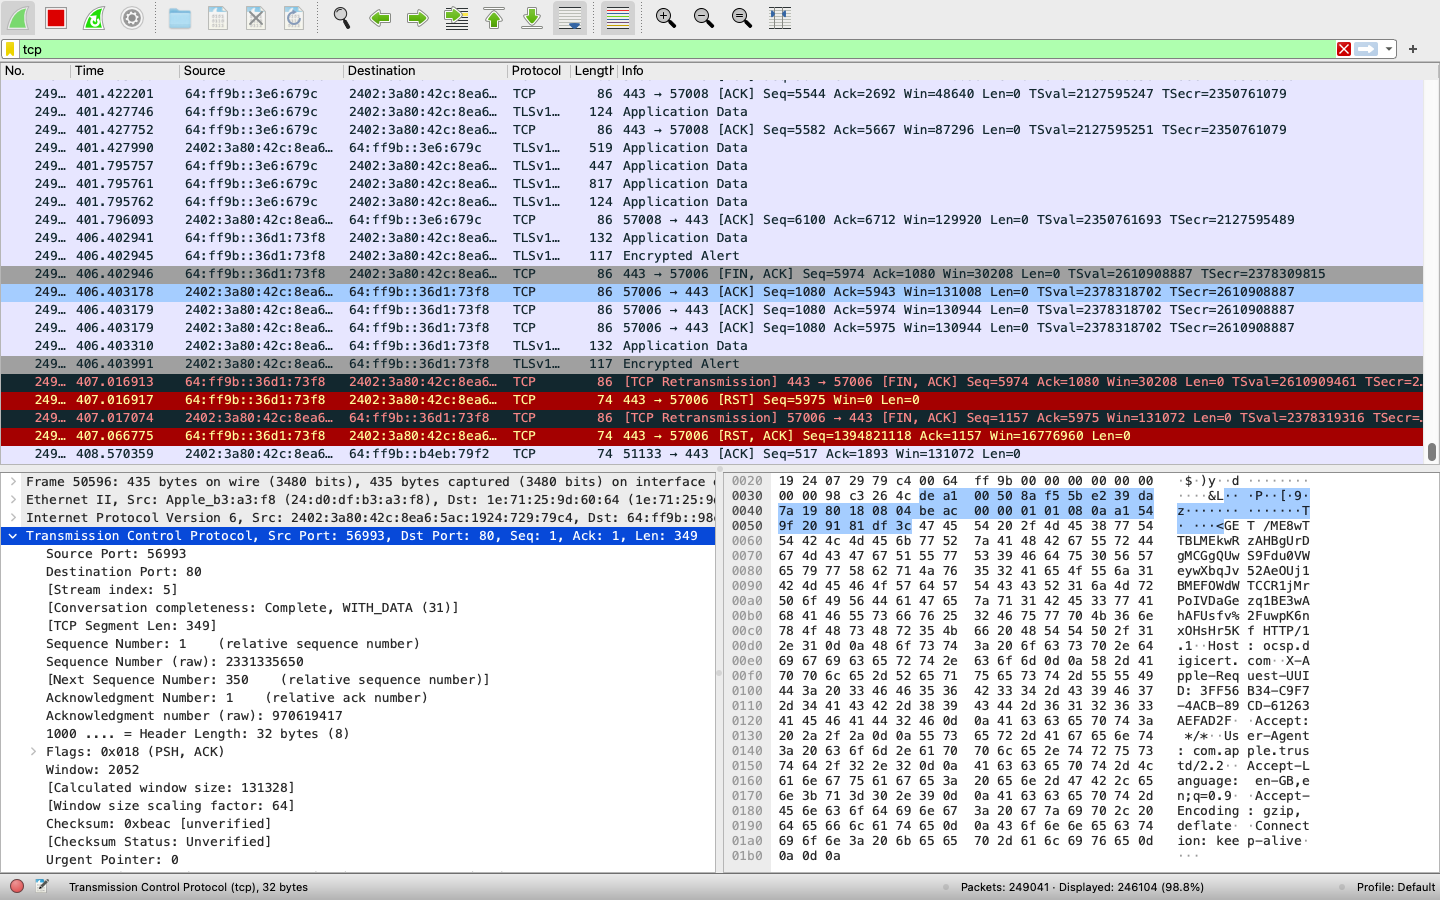 tcp
No. Time Source Destination Protocol Length Info
249… 401.422201 64:ff9b::3e6:679c 2402:3a80:42c:8ea6… TCP 86 443 → 57008 [ACK] Seq=5544 Ack=2692 Win=48640 Len=0 TSval=2127595247 TSecr=2350761079
249… 401.427746 64:ff9b::3e6:679c 2402:3a80:42c:8ea6… TLSv1… 124 Application Data
249… 401.427752 64:ff9b::3e6:679c 2402:3a80:42c:8ea6… TCP 86 443 → 57008 [ACK] Seq=5582 Ack=5667 Win=87296 Len=0 TSval=2127595251 TSecr=2350761079
249… 401.427990 2402:3a80:42c:8ea6… 64:ff9b::3e6:679c TLSv1… 519 Application Data
249… 401.795757 64:ff9b::3e6:679c 2402:3a80:42c:8ea6… TLSv1… 447 Application Data
249… 401.795761 64:ff9b::3e6:679c 2402:3a80:42c:8ea6… TLSv1… 817 Application Data
249… 401.795762 64:ff9b::3e6:679c 2402:3a80:42c:8ea6… TLSv1… 124 Application Data
249… 401.796093 2402:3a80:42c:8ea6… 64:ff9b::3e6:679c TCP 86 57008 → 443 [ACK] Seq=6100 Ack=6712 Win=129920 Len=0 TSval=2350761693 TSecr=2127595489
249… 406.402941 64:ff9b::36d1:73f8 2402:3a80:42c:8ea6… TLSv1… 132 Application Data
249… 406.402945 64:ff9b::36d1:73f8 2402:3a80:42c:8ea6… TLSv1… 117 Encrypted Alert
249… 406.402946 64:ff9b::36d1:73f8 2402:3a80:42c:8ea6… TCP 86 443 → 57006 [FIN, ACK] Seq=5974 Ack=1080 Win=30208 Len=0 TSval=2610908887 TSecr=2378309815
249… 406.403178 2402:3a80:42c:8ea6… 64:ff9b::36d1:73f8 TCP 86 57006 → 443 [ACK] Seq=1080 Ack=5943 Win=131008 Len=0 TSval=2378318702 TSecr=2610908887
249… 406.403179 2402:3a80:42c:8ea6… 64:ff9b::36d1:73f8 TCP 86 57006 → 443 [ACK] Seq=1080 Ack=5974 Win=130944 Len=0 TSval=2378318702 TSecr=2610908887
249… 406.403179 2402:3a80:42c:8ea6… 64:ff9b::36d1:73f8 TCP 86 57006 → 443 [ACK] Seq=1080 Ack=5975 Win=130944 Len=0 TSval=2378318702 TSecr=2610908887
249… 406.403310 2402:3a80:42c:8ea6… 64:ff9b::36d1:73f8 TLSv1… 132 Application Data
249… 406.403991 2402:3a80:42c:8ea6… 64:ff9b::36d1:73f8 TLSv1… 117 Encrypted Alert
249… 407.016913 64:ff9b::36d1:73f8 2402:3a80:42c:8ea6… TCP 86 [TCP Retransmission] 443 → 57006 [FIN, ACK] Seq=5974 Ack=1080 Win=30208 Len=0 TSval=2610909461 TSecr=2…
249… 407.016917 64:ff9b::36d1:73f8 2402:3a80:42c:8ea6… TCP 74 443 → 57006 [RST] Seq=5975 Win=0 Len=0
249… 407.017074 2402:3a80:42c:8ea6… 64:ff9b::36d1:73f8 TCP 86 [TCP Retransmission] 57006 → 443 [FIN, ACK] Seq=1157 Ack=5975 Win=131072 Len=0 TSval=2378319316 TSecr=…
249… 407.066775 64:ff9b::36d1:73f8 2402:3a80:42c:8ea6… TCP 74 443 → 57006 [RST, ACK] Seq=1394821118 Ack=1157 Win=16776960 Len=0
249… 408.570359 2402:3a80:42c:8ea6… 64:ff9b::b4eb:79f2 TCP 74 51133 → 443 [ACK] Seq=517 Ack=1893 Win=131072 Len=0
Frame 50596: 435 bytes on wire (3480 bits), 435 bytes captured (3480 bits) on interface
Ethernet II, Src: Apple_b3:a3:f8 (24:d0:df:b3:a3:f8), Dst: 1e:71:25:9d:60:64 (1e:71:25:9
Internet Protocol Version 6, Src: 2402:3a80:42c:8ea6:5ac:1924:729:79c4, Dst: 64:ff9b::98
Transmission Control Protocol, Src Port: 56993, Dst Port: 80, Seq: 1, Ack: 1, Len: 349
Source Port: 56993
Destination Port: 80
[Stream index: 5]
[Conversation completeness: Complete, WITH_DATA (31)]
[TCP Segment Len: 349]
Sequence Number: 1 (relative sequence number)
Sequence Number (raw): 2331335650
[Next Sequence Number: 350 (relative sequence number)]
Acknowledgment Number: 1 (relative ack number)
Acknowledgment number (raw): 970619417
1000 .... = Header Length: 32 bytes (8)
Flags: 0x018 (PSH, ACK)
Window: 2052
[Calculated window size: 131328]
[Window size scaling factor: 64]
Checksum: 0xbeac [unverified]
[Checksum Status: Unverified]
Urgent Pointer: 0
0020 19 24 07 29 79 c4 00 64 ff 9b 00 00 00 00 00 00 ·$·)y··d ········
0030 00 00 98 c3 26 4c de a1 00 50 8a f5 5b e2 39 da ····&L·· ·P··[·9·
0040 7a 19 80 18 08 04 be ac 00 00 01 01 08 0a a1 54 z······· ·······T
0050 9f 20 91 81 df 3c 47 45 54 20 2f 4d 45 38 77 54 · ···<GE T /ME8wT
0060 54 42 4c 4d 45 6b 77 52 7a 41 48 42 67 55 72 44 TBLMEkwR zAHBgUrD
0070 67 4d 43 47 67 51 55 77 53 39 46 64 75 30 56 57 gMCGgQUw S9Fdu0VW
0080 65 79 77 58 62 71 4a 76 35 32 41 65 4f 55 6a 31 eywXbqJv 52AeOUj1
0090 42 4d 45 46 4f 57 64 57 54 43 43 52 31 6a 4d 72 BMEFOWdW TCCR1jMr
00a0 50 6f 49 56 44 61 47 65 7a 71 31 42 45 33 77 41 PoIVDaGe zq1BE3wA
00b0 68 41 46 55 73 66 76 25 32 46 75 77 70 4b 36 6e hAFUsfv% 2FuwpK6n
00c0 78 4f 48 73 48 72 35 4b 66 20 48 54 54 50 2f 31 xOHsHr5K f HTTP/1
00d0 2e 31 0d 0a 48 6f 73 74 3a 20 6f 63 73 70 2e 64 .1··Host : ocsp.d
00e0 69 67 69 63 65 72 74 2e 63 6f 6d 0d 0a 58 2d 41 igicert. com··X-A
00f0 70 70 6c 65 2d 52 65 71 75 65 73 74 2d 55 55 49 pple-Req uest-UUI
0100 44 3a 20 33 46 46 35 36 42 33 34 2d 43 39 46 37 D: 3FF56 B34-C9F7
0110 2d 34 41 43 42 2d 38 39 43 44 2d 36 31 32 36 33 -4ACB-89 CD-61263
0120 41 45 46 41 44 32 46 0d 0a 41 63 63 65 70 74 3a AEFAD2F· ·Accept:
0130 20 2a 2f 2a 0d 0a 55 73 65 72 2d 41 67 65 6e 74 */*··Us er-Agent
0140 3a 20 63 6f 6d 2e 61 70 70 6c 65 2e 74 72 75 73 : com.ap ple.trus
0150 74 64 2f 32 2e 32 0d 0a 41 63 63 65 70 74 2d 4c td/2.2·· Accept-L
0160 61 6e 67 75 61 67 65 3a 20 65 6e 2d 47 42 2c 65 anguage: en-GB,e
0170 6e 3b 71 3d 30 2e 39 0d 0a 41 63 63 65 70 74 2d n;q=0.9· ·Accept-
0180 45 6e 63 6f 64 69 6e 67 3a 20 67 7a 69 70 2c 20 Encoding : gzip,
0190 64 65 66 6c 61 74 65 0d 0a 43 6f 6e 6e 65 63 74 deflate· ·Connect
01a0 69 6f 6e 3a 20 6b 65 65 70 2d 61 6c 69 76 65 0d ion: kee p-alive·
01b0 0a 0d 0a ···
Transmission Control Protocol (tcp), 32 bytes
Packets: 249041 · Displayed: 246104 (98.8%)
Profile: Default